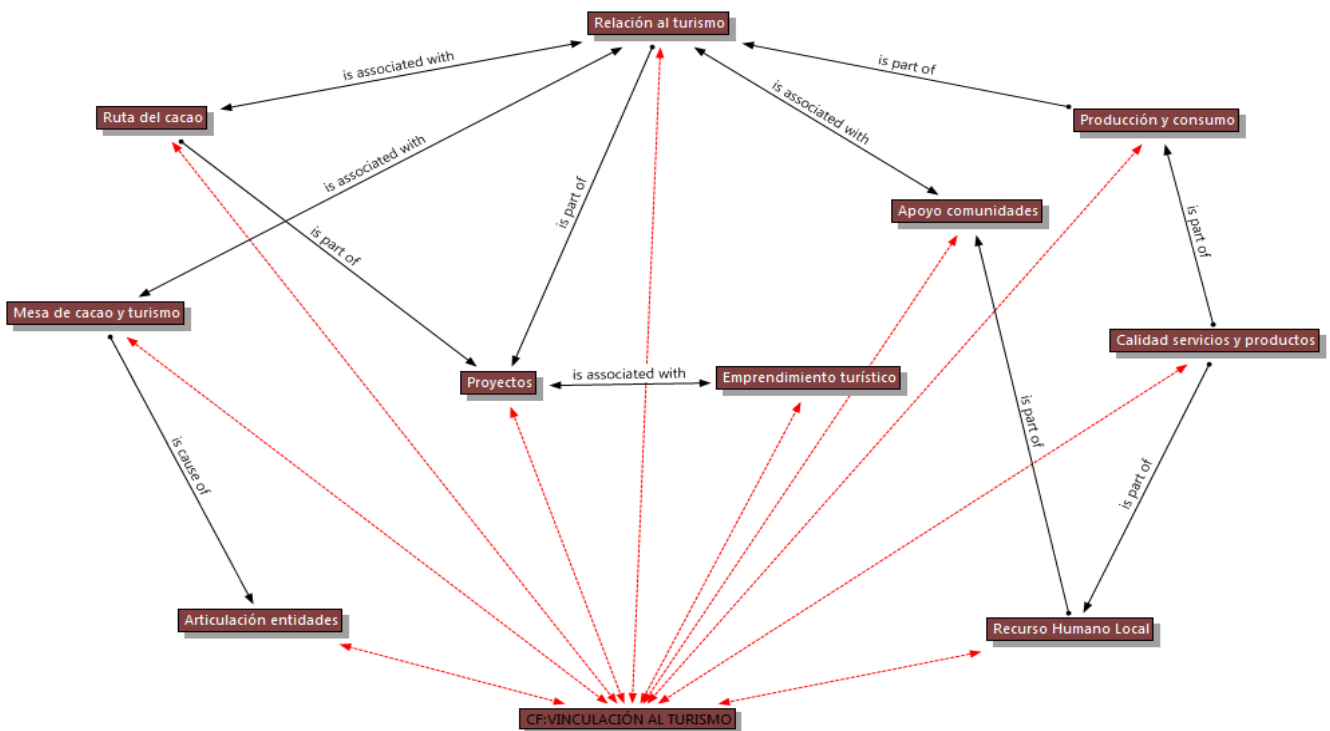 Relación al turismo
is associated with
is part of
Ruta del cacao
is associated with
Producción y consumo
is associated with
is part of
Apoyo comunidades
is part of
is part of
Mesa de cacao y turismo
Calidad servicios y productos
Proyectos
is associated with
Emprendimiento turístico
is part of
is cause of
is part of
Articulación entidades
Recurso Humano Local
CF:VINCULACIÓN AL TURISMO